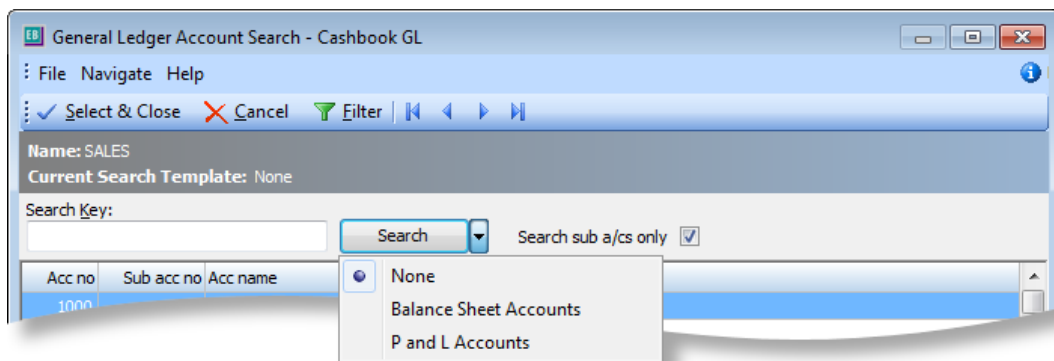 EB General Ledger Account Search - Cashbook GL
File Navigate Help
Select & Close Cancel Filter
Name: SALES
Current Search Template: None
Search Key:
Search Search sub a/cs only
Acc no Sub acc no Acc name
1000
None
Balance Sheet Accounts
P and L Accounts